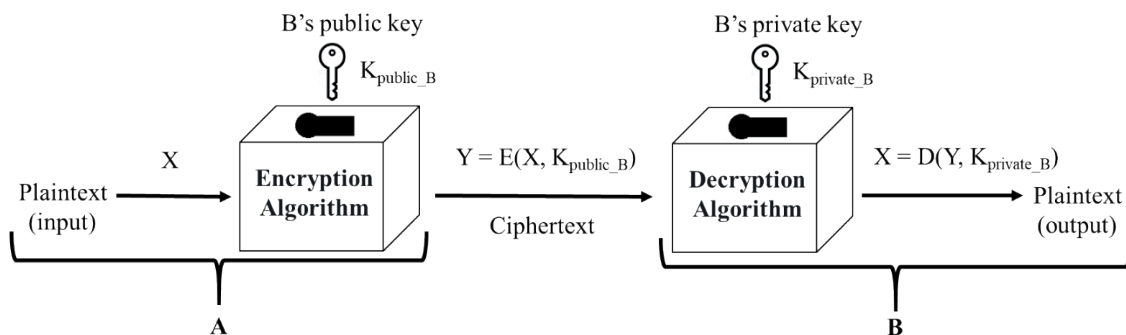 B's public key
K_public_B
B's private key
K_private_B
X
Y = E(X, K_public_B)
X = D(Y, K_private_B)
Plaintext
(input)
Encryption
Algorithm
Ciphertext
Decryption
Algorithm
Plaintext
(output)
A
B